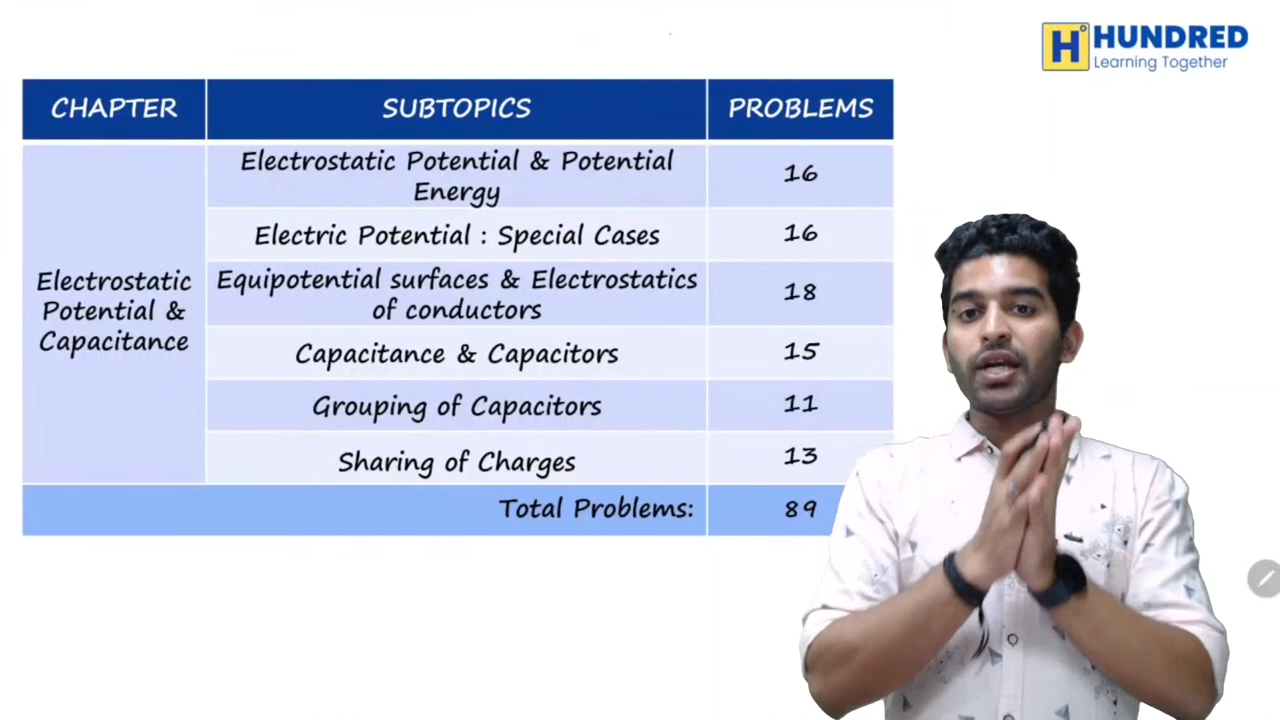 H° HUNDRED
Learning Together
CHAPTER SUBTOPICS PROBLEMS
Electrostatic Potential & Potential
Energy
16
Electric Potential : Special Cases 16
Electrostatic
Potential &
Capacitance
Equipotential surfaces & Electrostatics
of conductors
18
Capacitance & Capacitors 15
Grouping of Capacitors 11
Sharing of Charges 13
Total Problems: 89